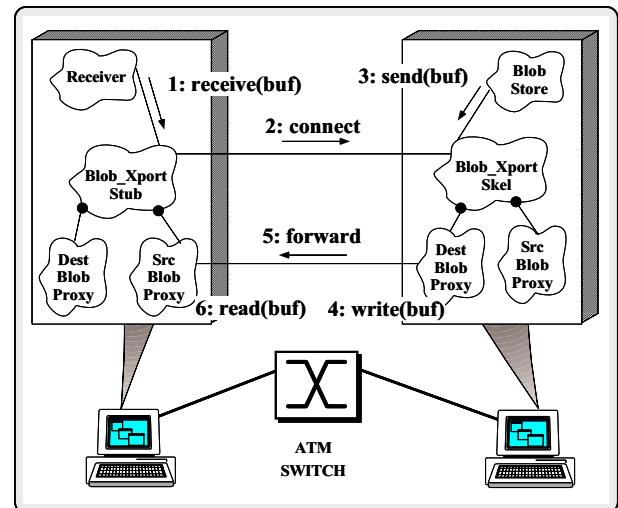 Receiver
1: receive(buf)
3: send(buf)
Blob
Store
2: connect
Blob_Xport
Stub
Blob_Xport
Skel
5: forward
Dest
Blob
Proxy
Src
Blob
Proxy
Dest
Blob
Proxy
Src
Blob
Proxy
6: read(buf)
4: write(buf)
ATM
SWITCH